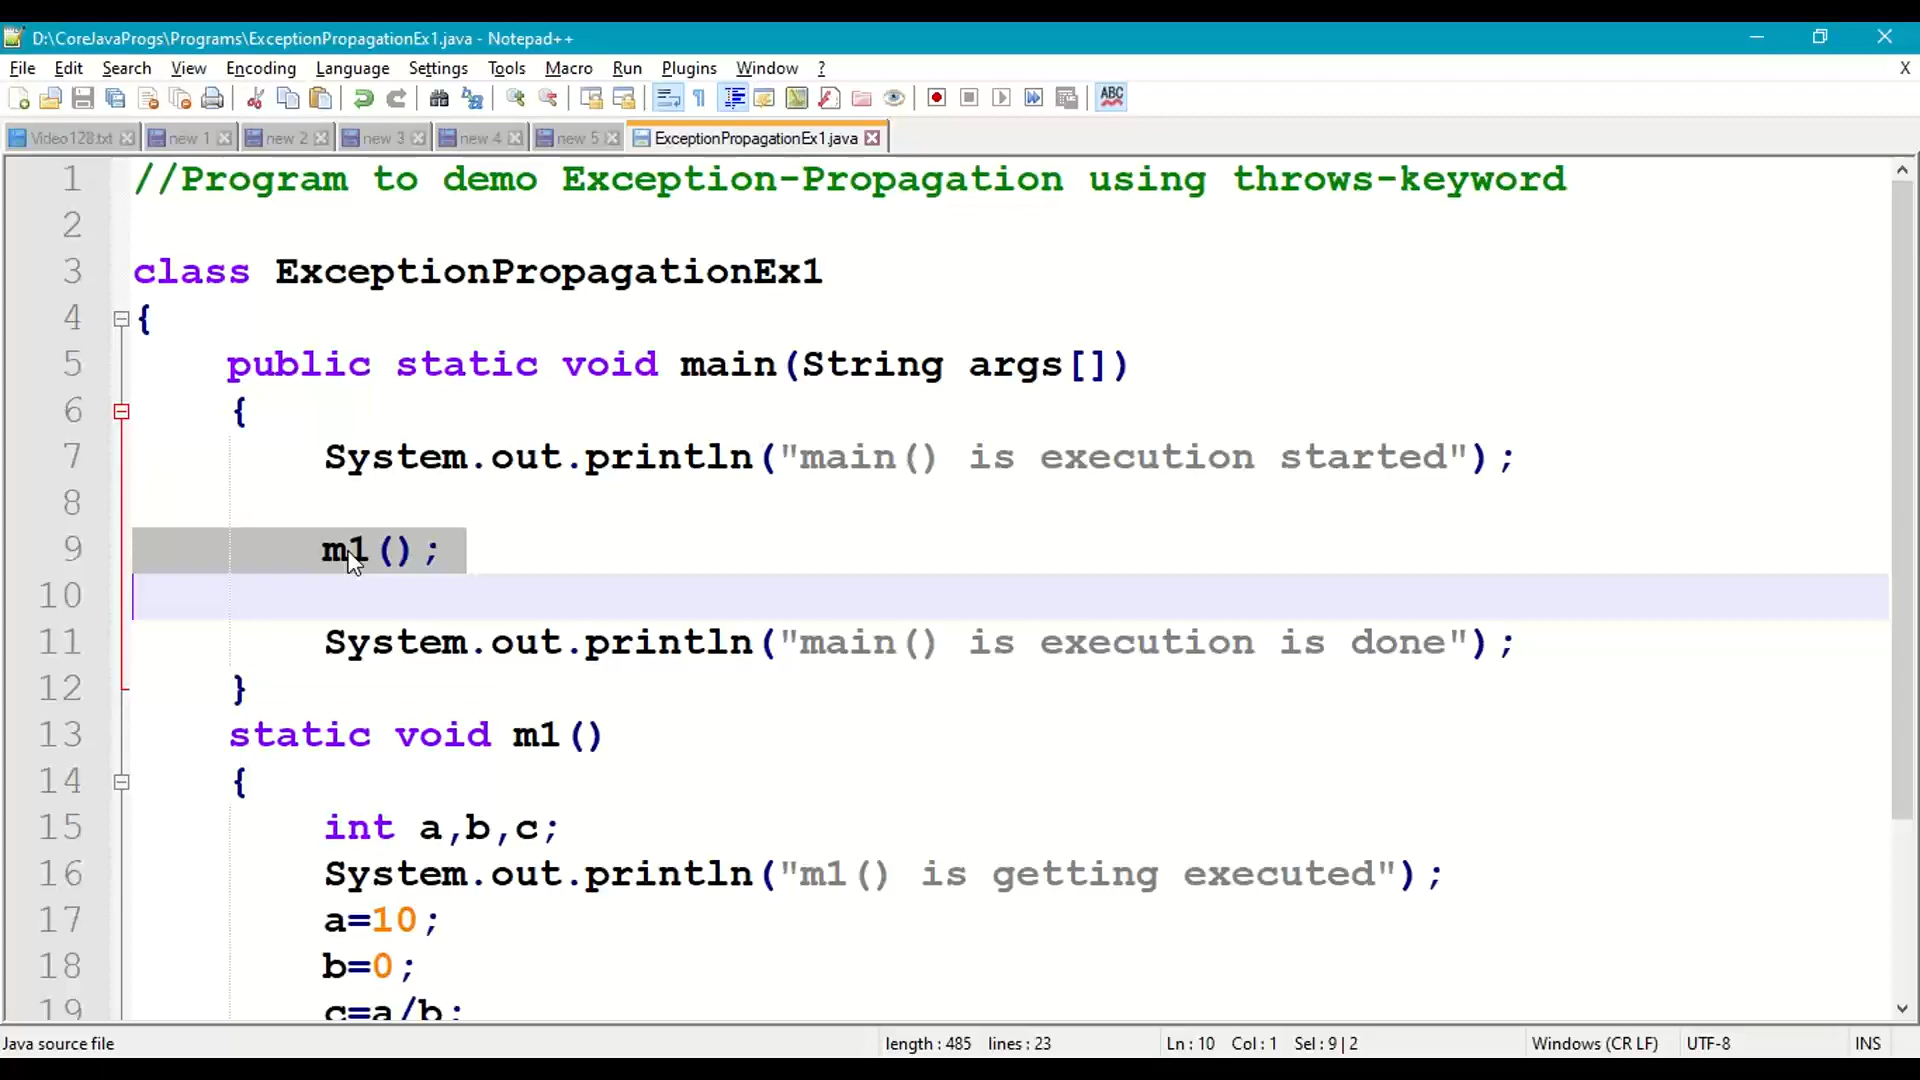 D:\CoreJavaProgs\Programs\ExceptionPropagationEx1.java - Notepad++
File Edit Search View Encoding Language Settings Tools Macro Run Plugins Window ?
X
ABC
Video128.txt new 1 new 2 new 3 new 4 new 5 ExceptionPropagationEx1.java
1 //Program to demo Exception-Propagation using throws-keyword
2
3 class ExceptionPropagationEx1
4 {
5 public static void main(String args[])
6 {
7 System.out.println("main() is execution started");
8
9 m1();
10
11 System.out.println("main() is execution is done");
12 }
13 static void m1()
14 {
15 int a,b,c;
16 System.out.println("m1() is getting executed");
17 a=10;
18 b=0;
19 c=a/b;
Java source file length : 485 lines : 23 Ln : 10 Col : 1 Sel : 9 | 2 Windows (CR LF) UTF-8 INS